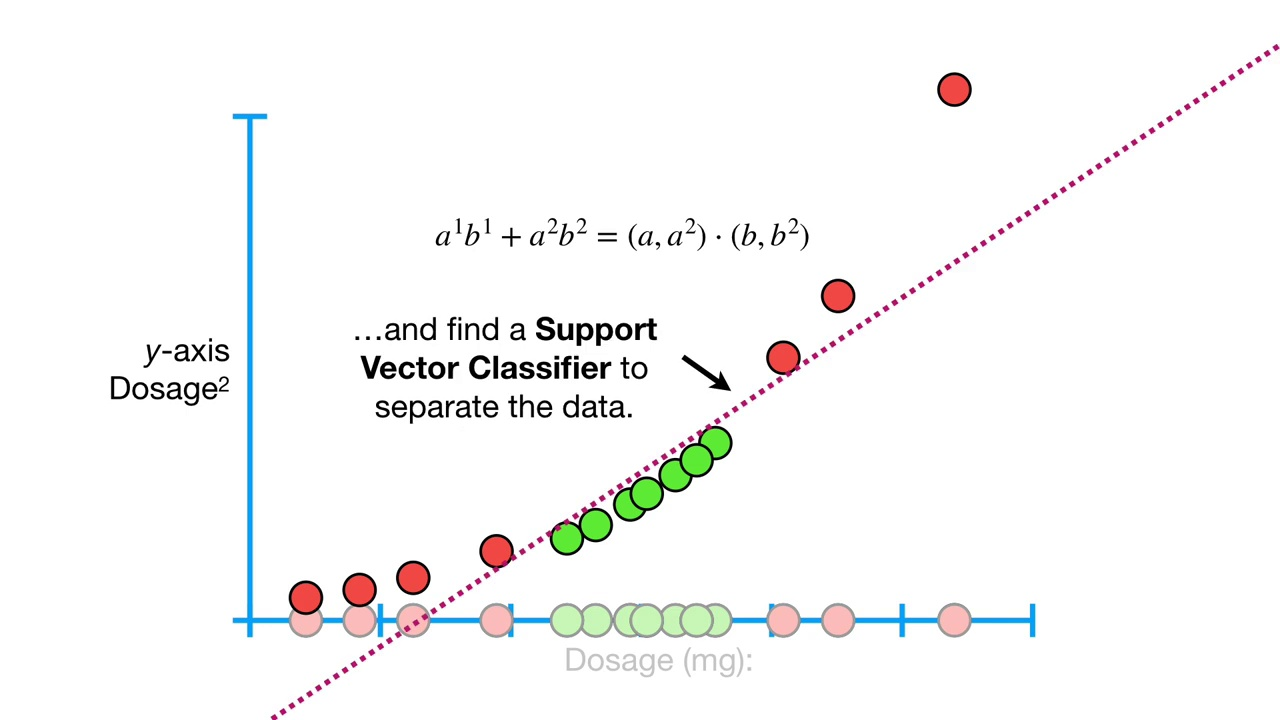 a¹b¹ + a²b² = (a, a²) · (b, b²)
…and find a Support
Vector Classifier to
separate the data.
y-axis
Dosage²
Dosage (mg):